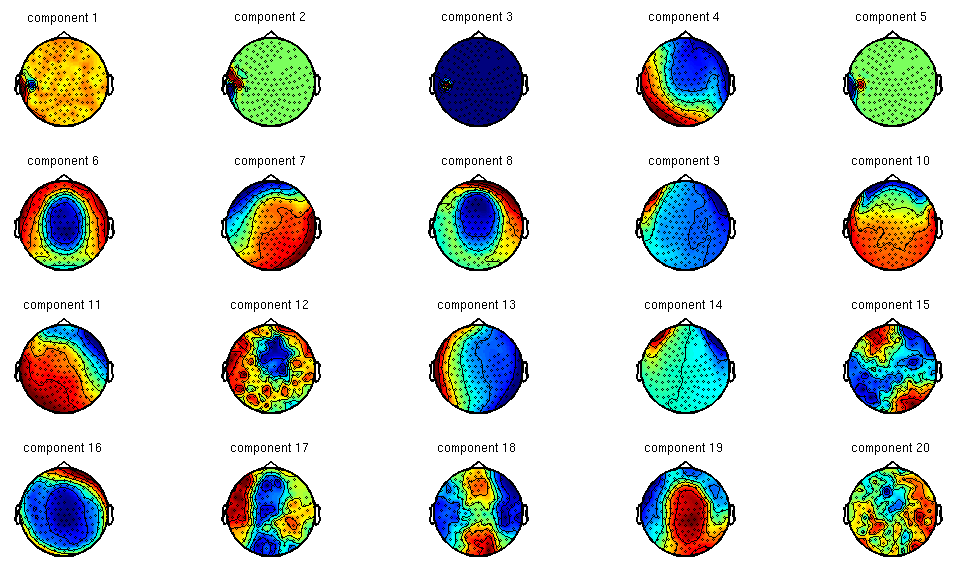 component 1
component 2
component 3
component 4
component 5
component 6
component 7
component 8
component 9
component 10
component 11
component 12
component 13
component 14
component 15
component 16
component 17
component 18
component 19
component 20